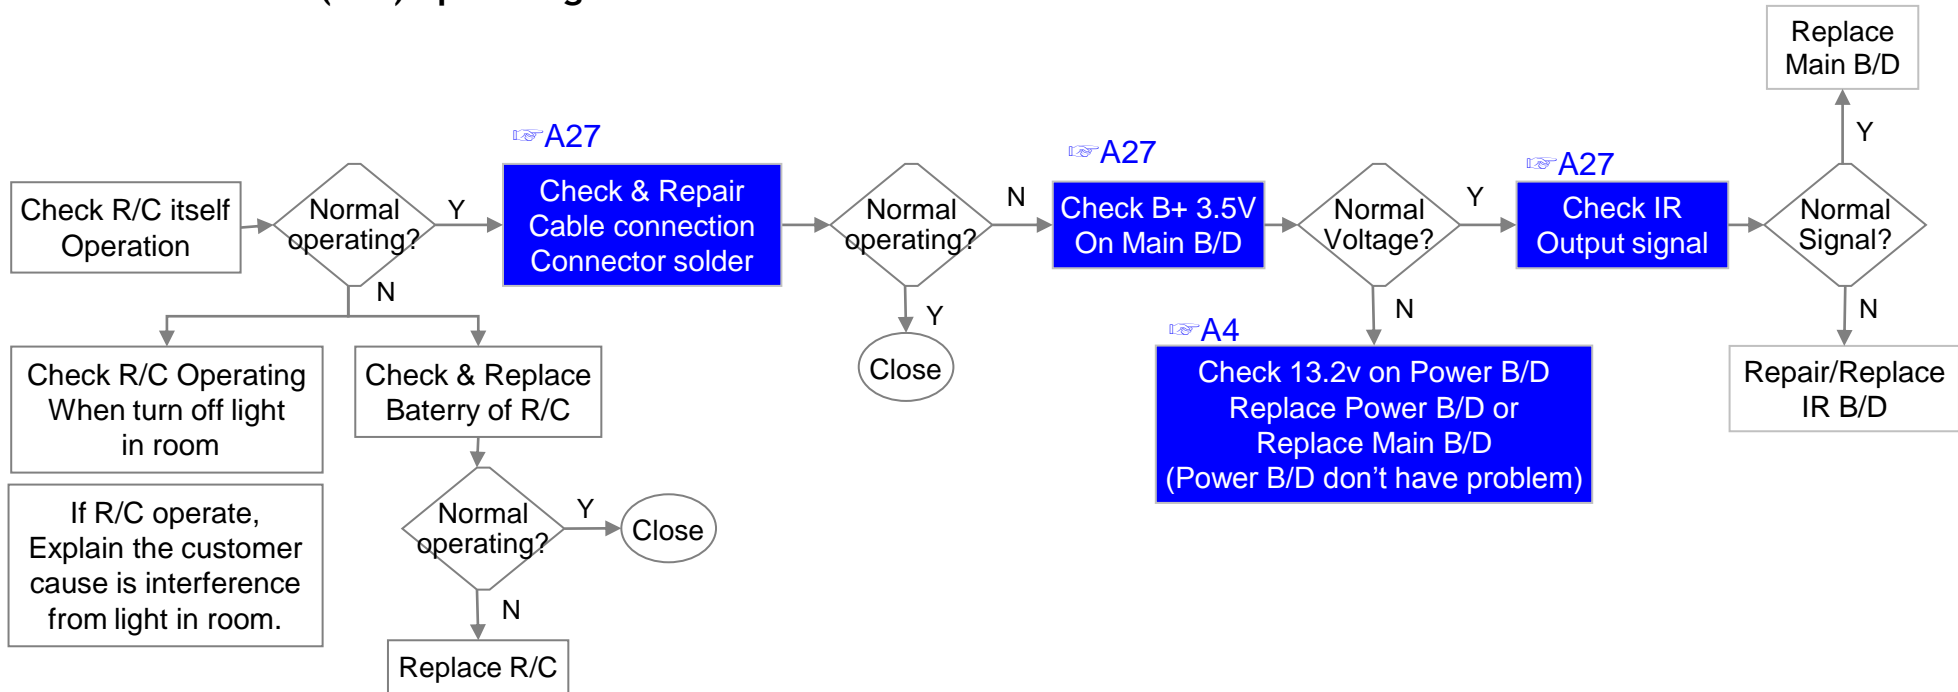 Replace
Main B/D
Y
☞A27
☞A27
☞A27
Check R/C itself
Operation
Normal
operating?
Y
Check & Repair
Cable connection
Connector solder
Normal
operating?
N
Check B+ 3.5V
On Main B/D
Normal
Voltage?
Y
Check IR
Output signal
Normal
Signal?
N
Y
N
N
☞A4
Check R/C Operating
When turn off light
in room
Check & Replace
Baterry of R/C
Close
Check 13.2v on Power B/D
Replace Power B/D or
Replace Main B/D
(Power B/D don’t have problem)
Repair/Replace
IR B/D
If R/C operate,
Explain the customer
cause is interference
from light in room.
Normal
operating?
Y
Close
N
Replace R/C